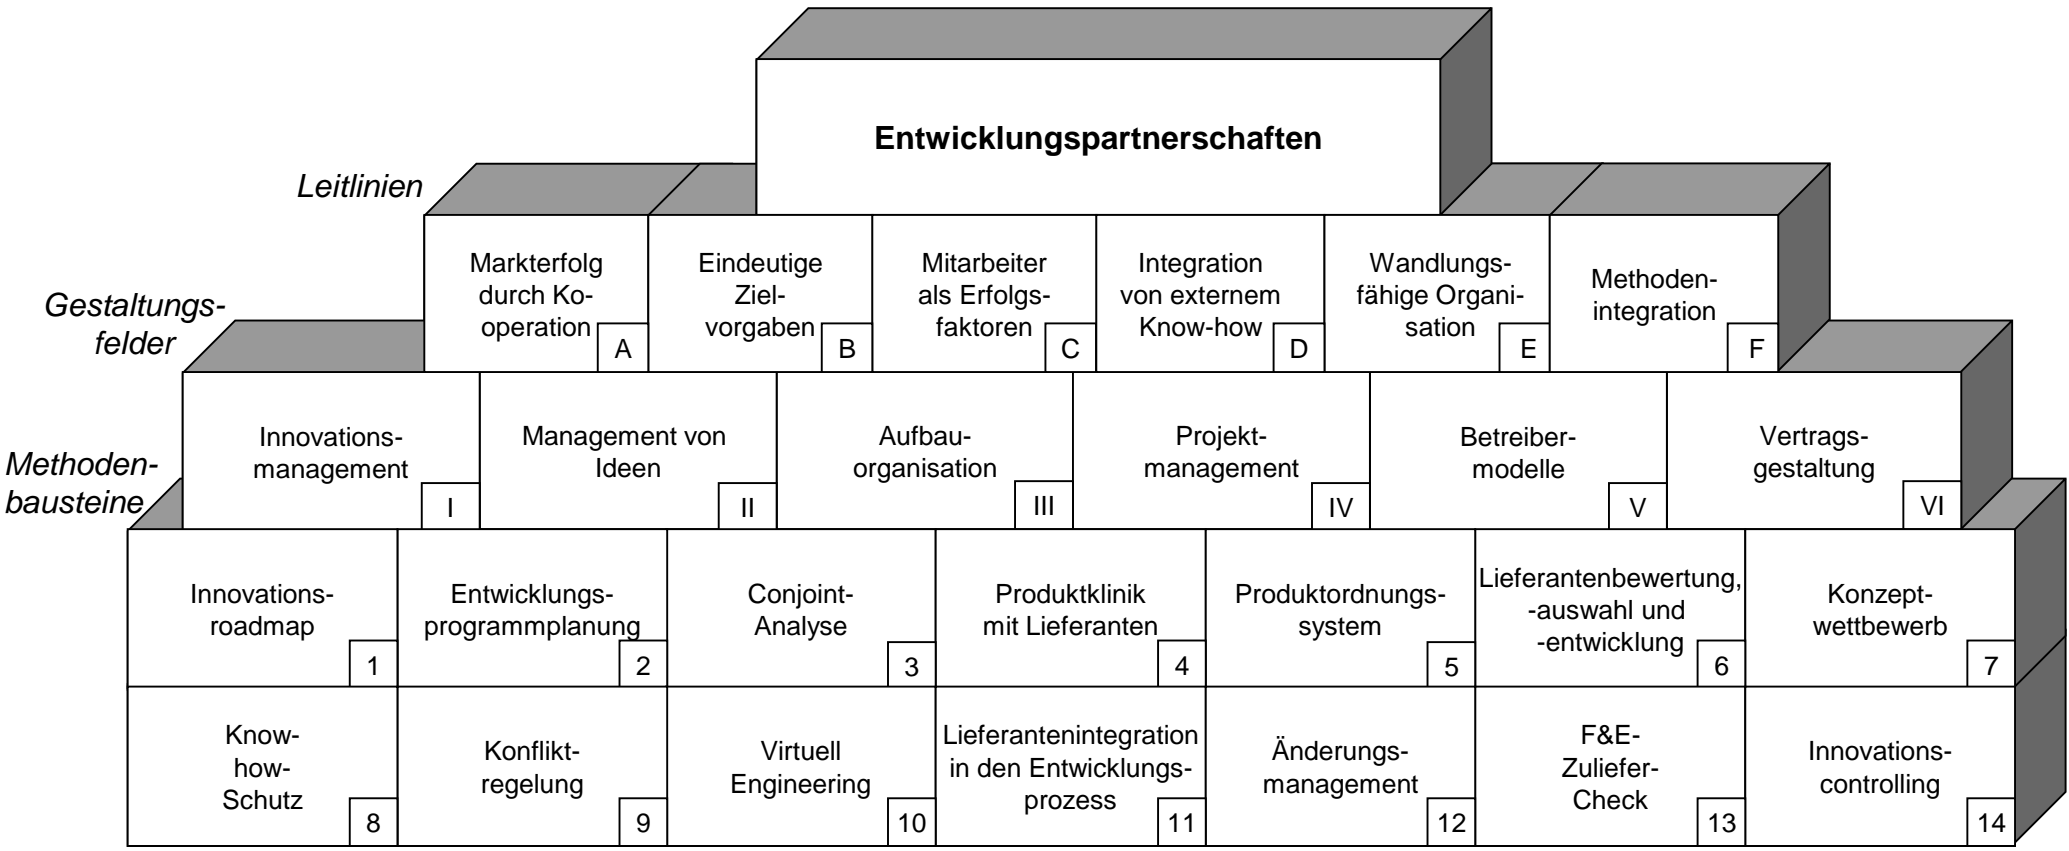 Entwicklungspartnerschaften
Leitlinien
Markterfolg
durch Ko-
operation
A
Eindeutige
Ziel-
vorgaben
B
Mitarbeiter
als Erfolgs-
faktoren
C
Integration
von externem
Know-how
D
Wandlungs-
fähige Organi-
sation
E
Methoden-
integration
F
Gestaltungs-
felder
Innovations-
management
I
Management von
Ideen
II
Aufbau-
organisation
III
Projekt-
management
IV
Betreiber-
modelle
V
Vertrags-
gestaltung
VI
Methoden-
bausteine
Innovations-
roadmap
1
Entwicklungs-
programmplanung
2
Conjoint-
Analyse
3
Produktklinik
mit Lieferanten
4
Produktordnungs-
system
5
Lieferantenbewertung,
-auswahl und
-entwicklung
6
Konzept-
wettbewerb
7
Know-
how-
Schutz
8
Konflikt-
regelung
9
Virtuell
Engineering
10
Lieferantenintegration
in den Entwicklungs-
prozess
11
Änderungs-
management
12
F&E-
Zuliefer-
Check
13
Innovations-
controlling
14